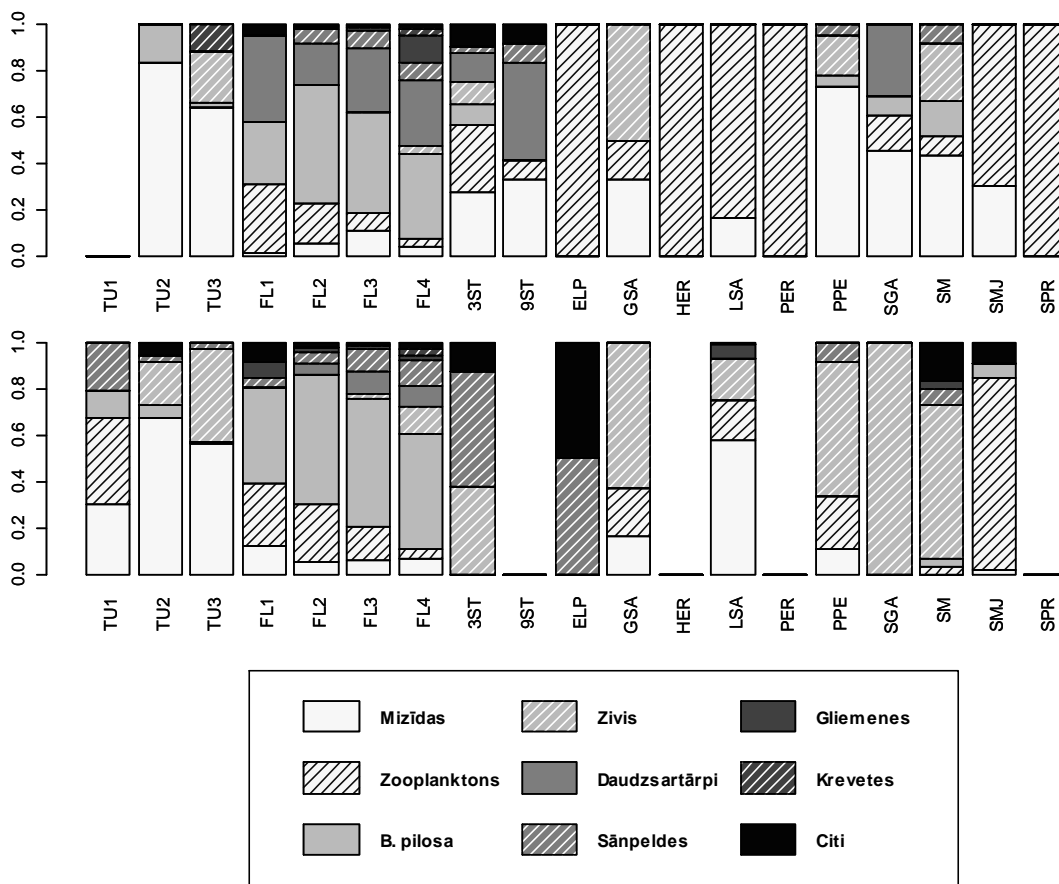 1.0
0.8
0.6
0.4
0.2
0.0
TU1 TU2 TU3 FL1 FL2 FL3 FL4 3ST 9ST ELP GSA HER LSA PER PPE SGA SM SMJ SPR
1.0
0.8
0.6
0.4
0.2
0.0
TU1 TU2 TU3 FL1 FL2 FL3 FL4 3ST 9ST ELP GSA HER LSA PER PPE SGA SM SMJ SPR
Mizīdas Zivis Gliemenes
Zooplanktons Daudzsartārpi Krevetes
B. pilosa Sānpeldes Citi